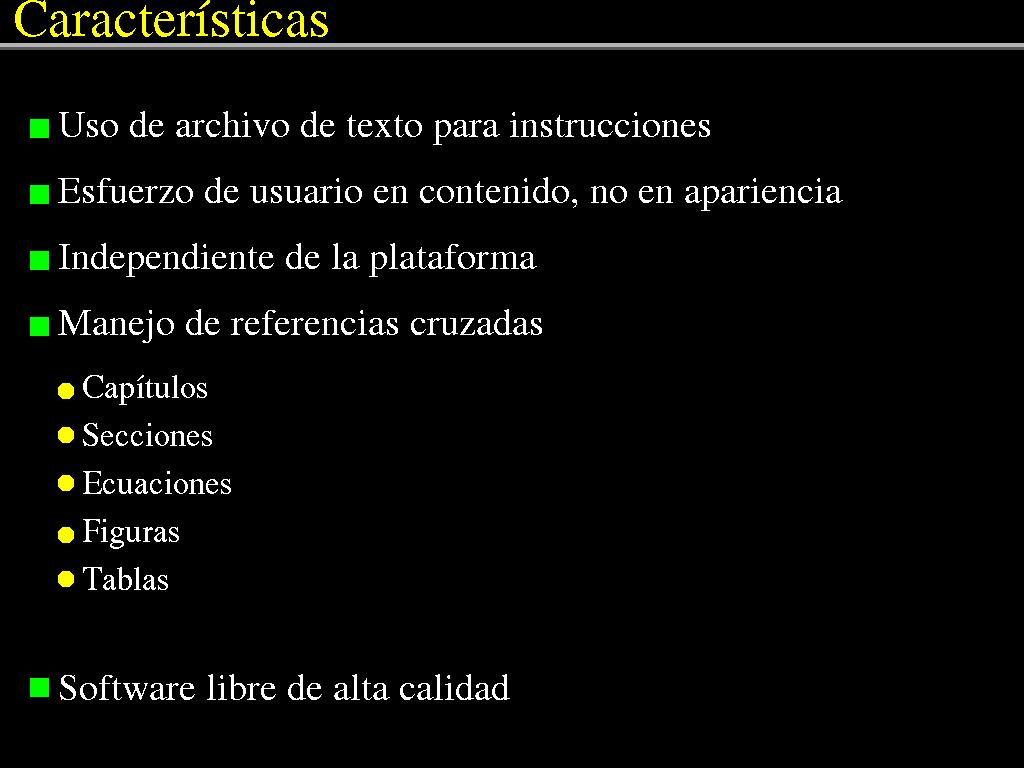 Características
Uso de archivo de texto para instrucciones
Esfuerzo de usuario en contenido, no en apariencia
Independiente de la plataforma
Manejo de referencias cruzadas
Capítulos
Secciones
Ecuaciones
Figuras
Tablas
Software libre de alta calidad